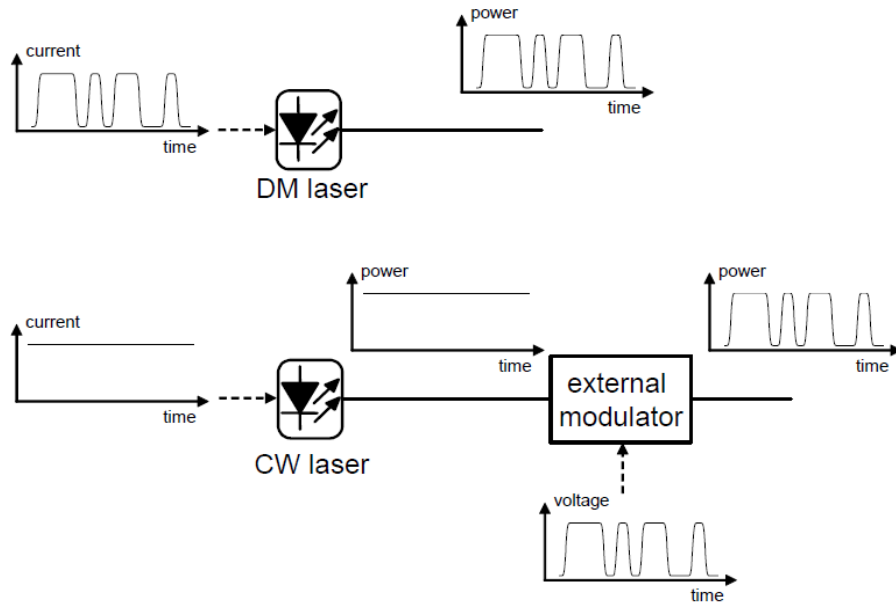 current
time
DM laser
power
time
current
time
CW laser
power
time
external
modulator
power
time
voltage
time